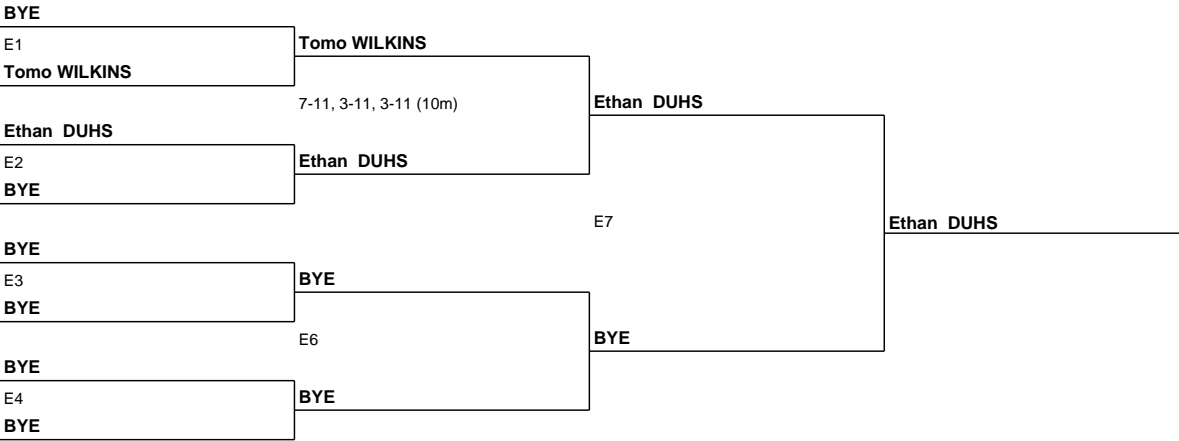 BYE
E1
Tomo WILKINS
Tomo WILKINS
7-11, 3-11, 3-11 (10m)
Ethan DUHS
Ethan DUHS
E2
Ethan DUHS
BYE
E7
Ethan DUHS
BYE
E3
BYE
BYE
E6
BYE
BYE
E4
BYE
BYE